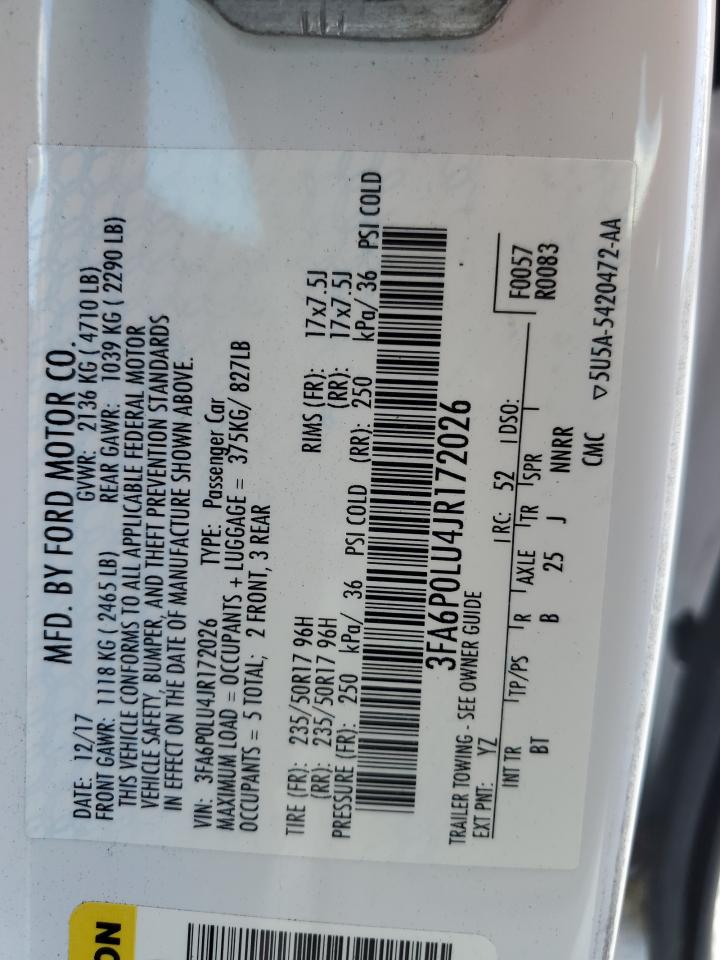 MFD. BY FORD MOTOR CO.
DATE: 12/17 GVWR: 2136 KG ( 4710 LB)
FRONT GAWR: 1118 KG ( 2465 LB) REAR GAWR: 1039 KG ( 2290 LB)
THIS VEHICLE CONFORMS TO ALL APPLICABLE FEDERAL MOTOR
VEHICLE SAFETY, BUMPER, AND THEFT PREVENTION STANDARDS
IN EFFECT ON THE DATE OF MANUFACTURE SHOWN ABOVE.
VIN: 3FA6P0LU4JR172026 TYPE: Passenger Car
MAXIMUM LOAD = OCCUPANTS + LUGGAGE = 375KG/ 827LB
OCCUPANTS = 5 TOTAL; 2 FRONT, 3 REAR
TIRE (FR): 235/50R17 96H RIMS (FR): 17x7.5J
(RR): 235/50R17 96H (RR): 17x7.5J
PRESSURE (FR): 250 kPa/ 36 PSI COLD (RR): 250 kPa/ 36 PSI COLD
3FA6P0LU4JR172026
TRAILER TOWING - SEE OWNER GUIDE
EXT PNT: YZ RC: 52 DSO: F0057
R0083
INT TR TP/PS R AXLE TR SPR
BT B 25 J NNRR
CMC ▽5U5A-5420472-AA
ON